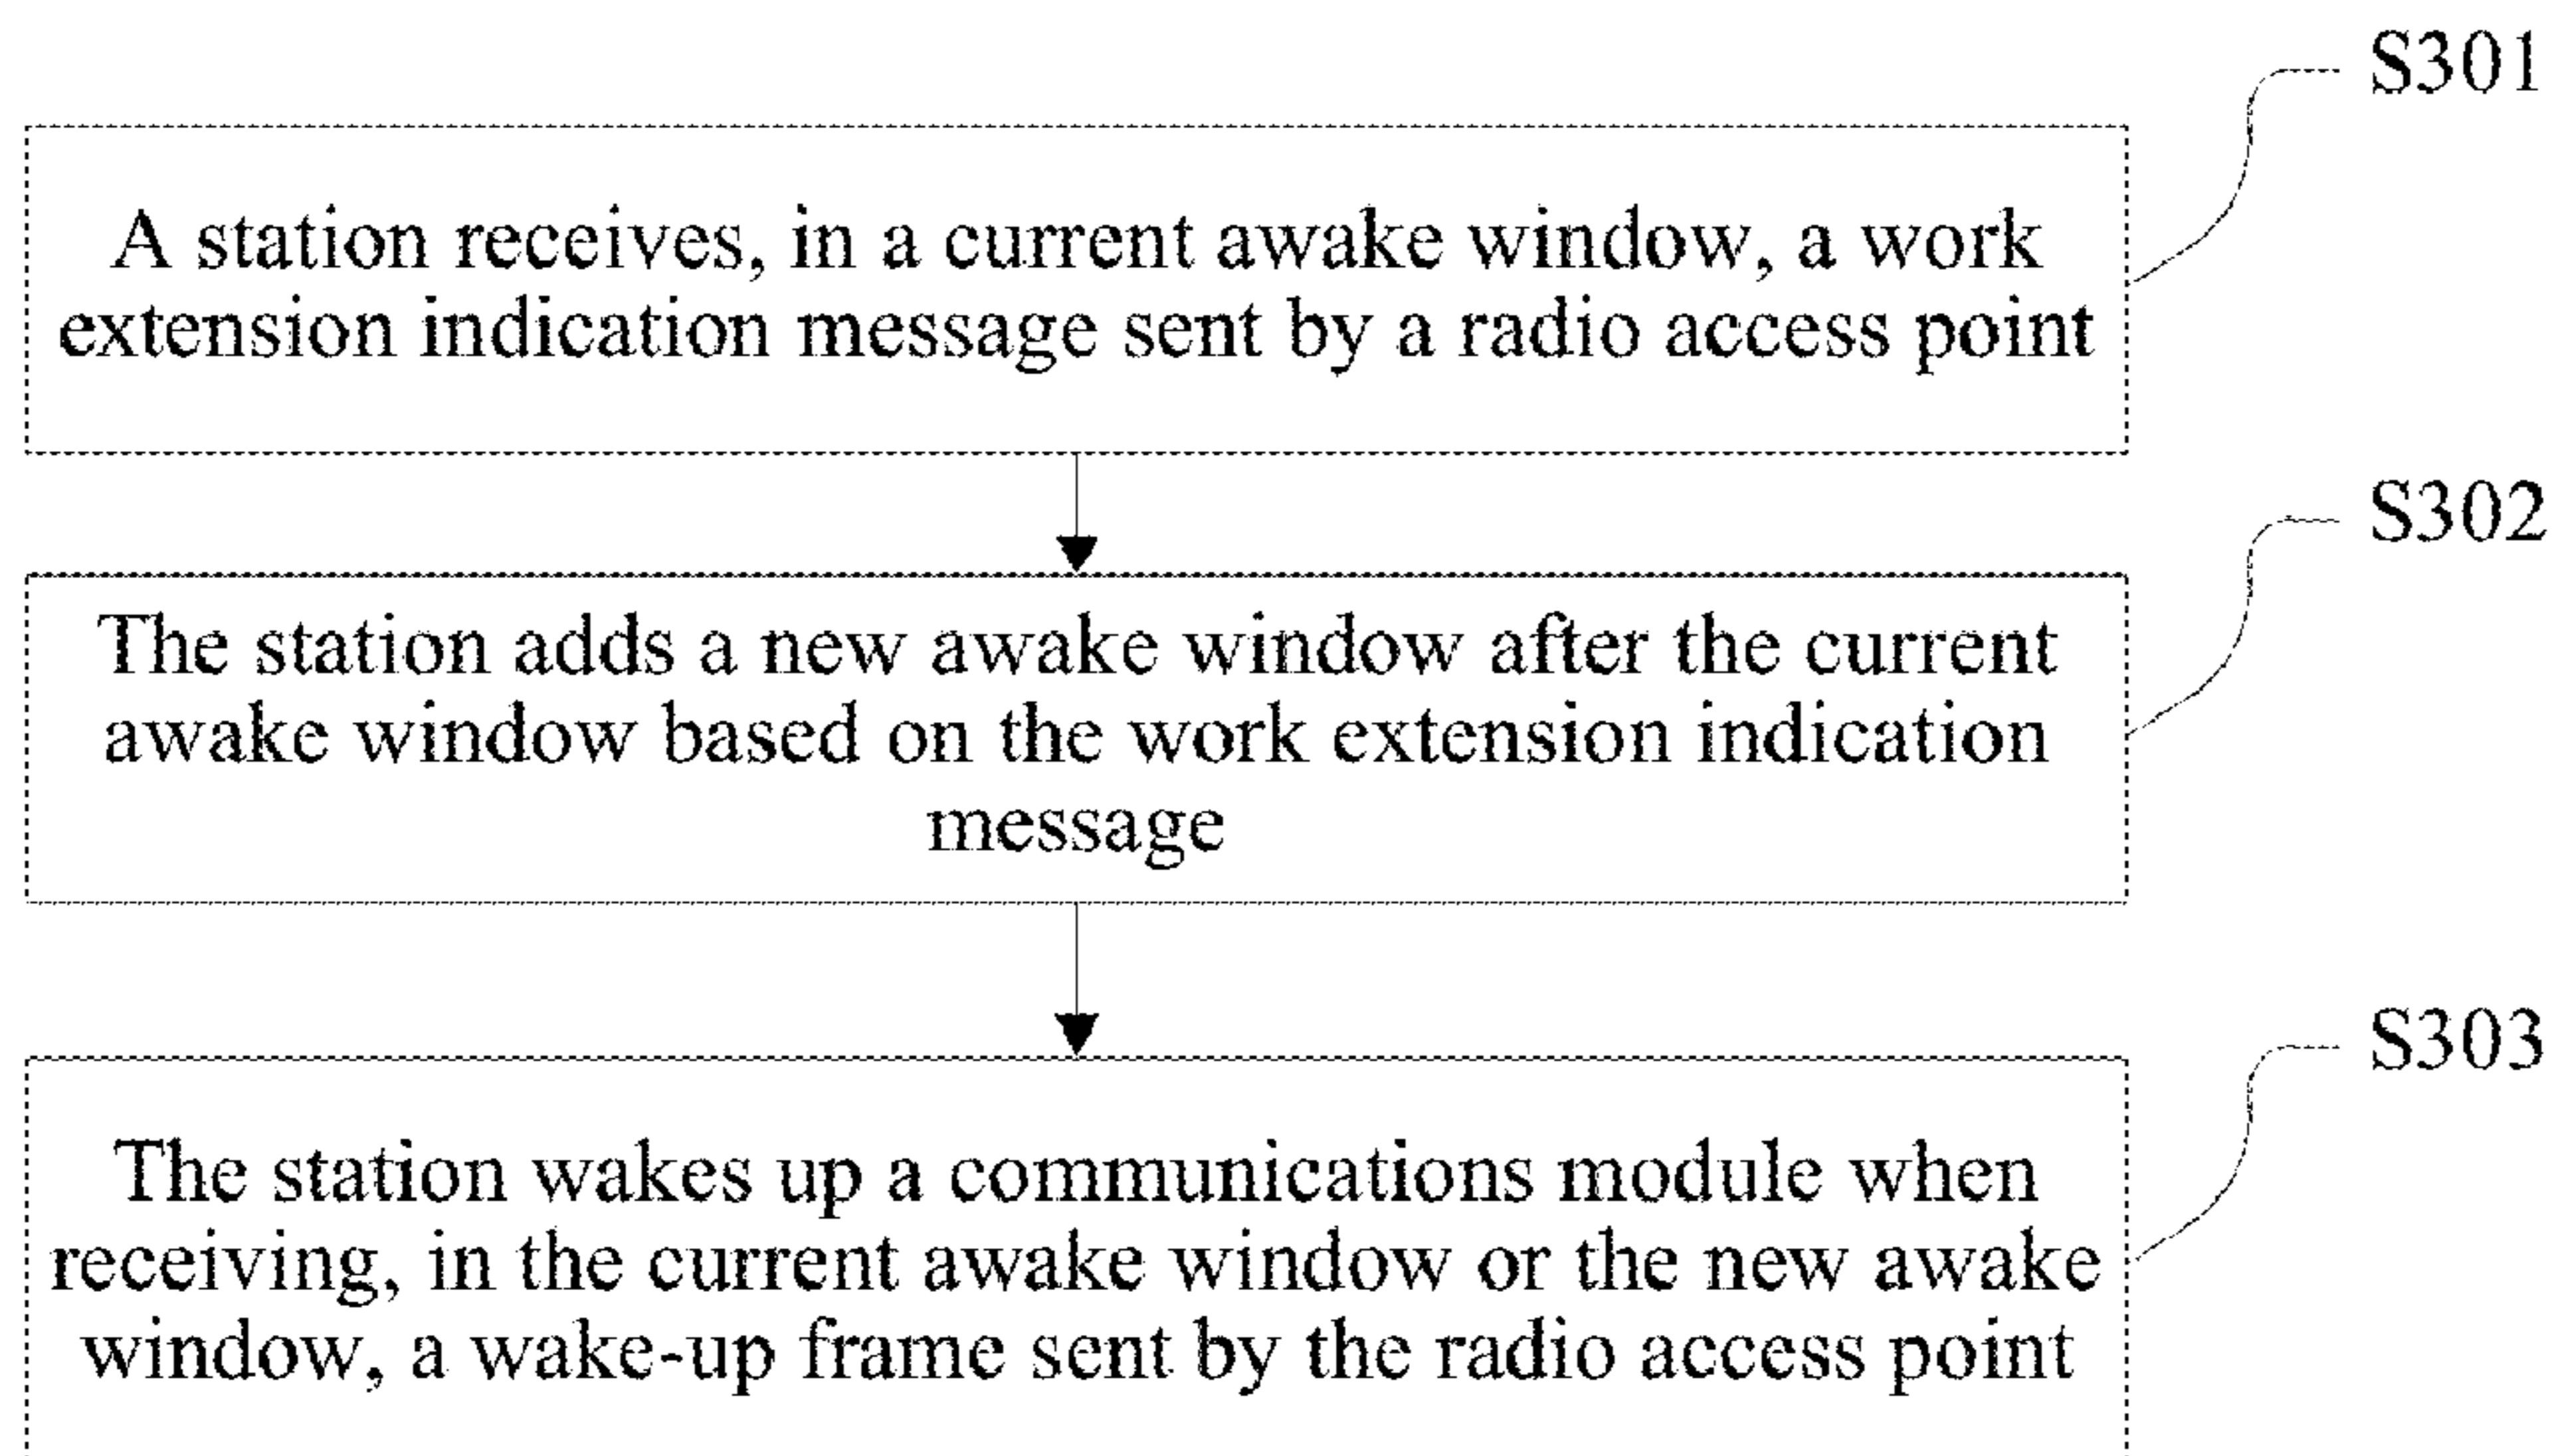 S301
A station receives, in a current awake window, a work
extension indication message sent by a radio access point
S302
The station adds a new awake window after the current
awake window based on the work extension indication
message
S303
The station wakes up a communications module when
receiving, in the current awake window or the new awake
window, a wake-up frame sent by the radio access point